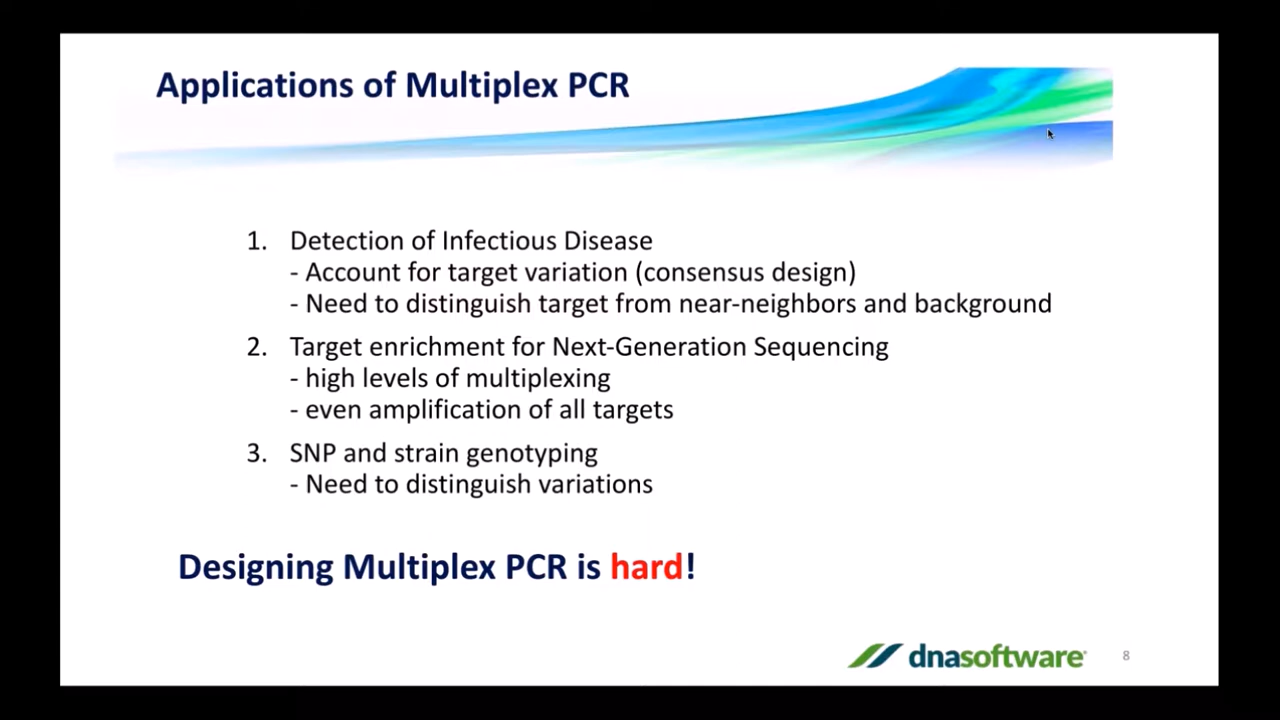 Applications of Multiplex PCR
1. Detection of Infectious Disease
- Account for target variation (consensus design)
- Need to distinguish target from near-neighbors and background
2. Target enrichment for Next-Generation Sequencing
- high levels of multiplexing
- even amplification of all targets
3. SNP and strain genotyping
- Need to distinguish variations
Designing Multiplex PCR is hard!
dnasoftware
8